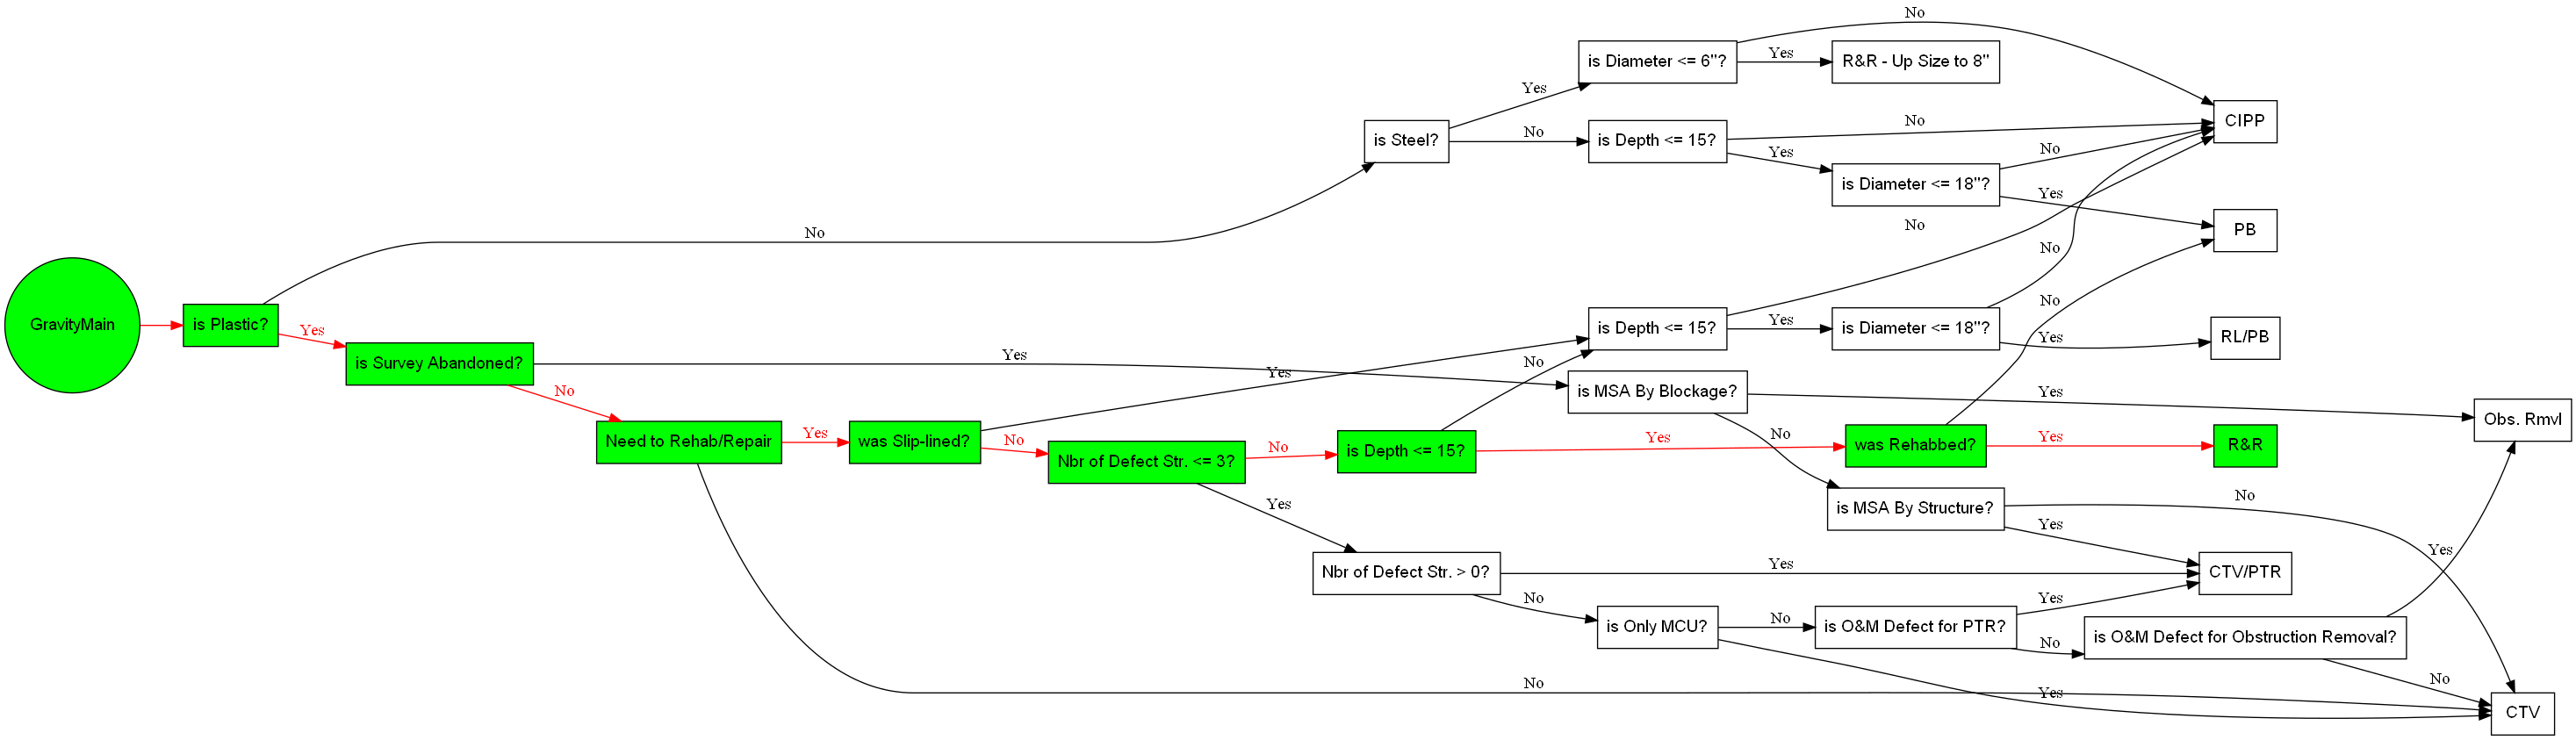 GravityMain
is Plastic?
Yes
No
is Survey Abandoned?
Yes
No
Need to Rehab/Repair
Yes
No
was Slip-lined?
Yes
No
Nbr of Defect Str. <= 3?
No
Yes
is Depth <= 15?
No
Yes
was Rehabbed?
No
Yes
R&R
is Steel?
Yes
No
is Diameter <= 6"?
No
Yes
R&R - Up Size to 8"
is Depth <= 15?
No
Yes
is Diameter <= 18"?
No
Yes
CIPP
PB
is Depth <= 15?
No
Yes
is Diameter <= 18"?
No
Yes
RL/PB
is MSA By Blockage?
Yes
No
Obs. Rmvl
is MSA By Structure?
No
Yes
CTV/PTR
Nbr of Defect Str. > 0?
Yes
No
is Only MCU?
No
Yes
is O&M Defect for PTR?
Yes
No
is O&M Defect for Obstruction Removal?
Yes
No
CTV